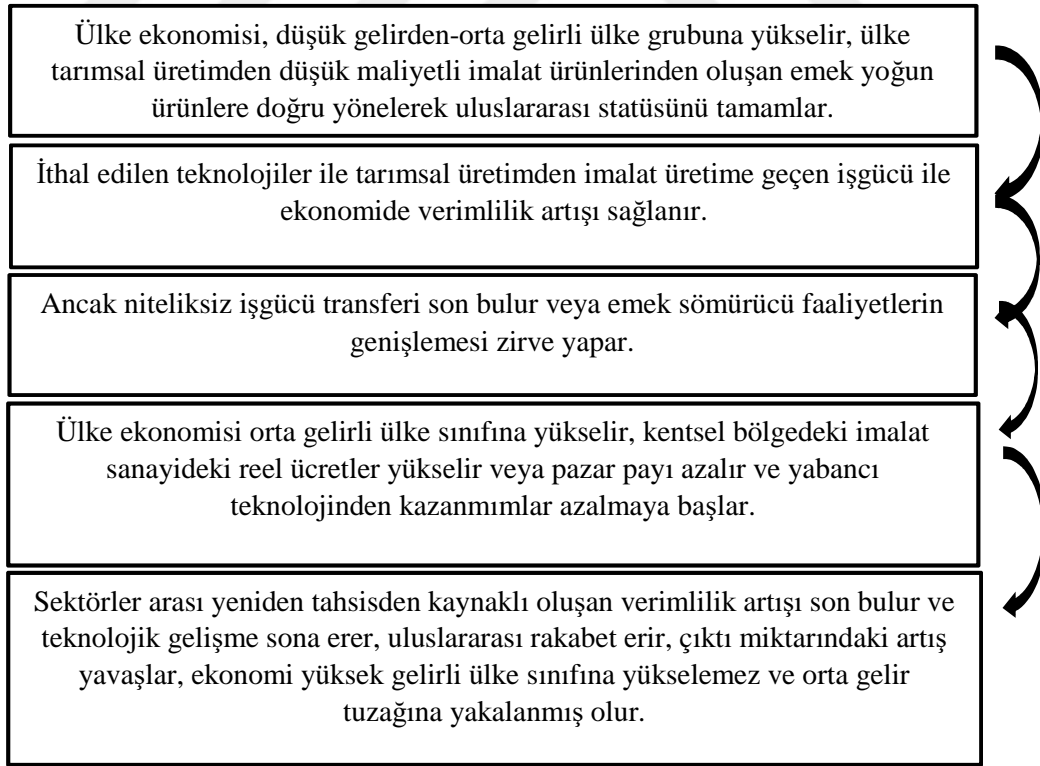 Ülke ekonomisi, düşük gelirden-orta gelirli ülke grubuna yükselir, ülke
tarımsal üretimden düşük maliyetli imalat ürünlerinden oluşan emek yoğun
ürünlere doğru yönelerek uluslararası statüsünü tamamlar.
İthal edilen teknolojiler ile tarımsal üretimden imalat üretime geçen işgücü ile
ekonomide verimlilik artışı sağlanır.
Ancak niteliksiz işgücü transferi son bulur veya emek sömürücü faaliyetlerin
genişlemesi zirve yapar.
Ülke ekonomisi orta gelirli ülke sınıfına yükselir, kentsel bölgedeki imalat
sanayideki reel ücretler yükselir veya pazar payı azalır ve yabancı
teknolojinden kazanmımlar azalmaya başlar.
Sektörler arası yeniden tahsisden kaynaklı oluşan verimlilik artışı son bulur ve
teknolojik gelişme sona erer, uluslararası rakabet erir, çıktı miktarındaki artış
yavaşlar, ekonomi yüksek gelirli ülke sınıfına yükselemez ve orta gelir
tuzağına yakalanmış olur.